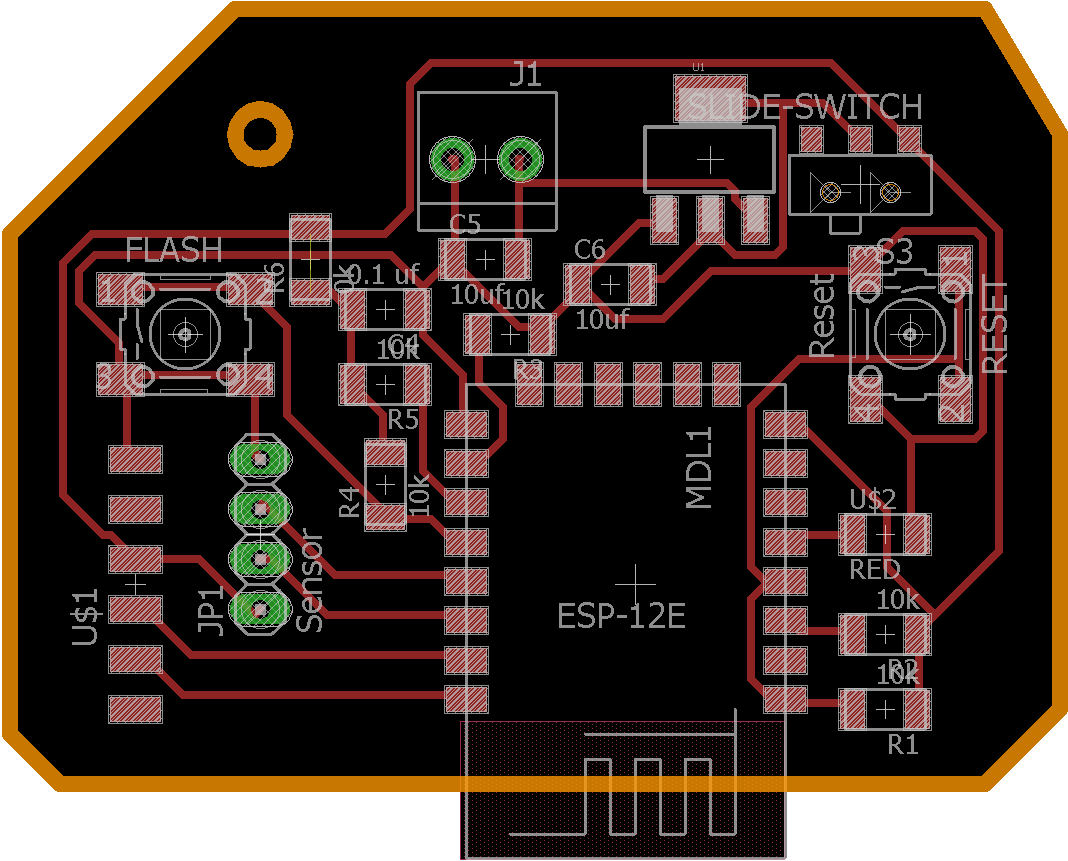 U1
J1
SLIDE-SWITCH
C5
FLASH
C6
3
S3
1
R6
0.1 uf
1
2
10uf
10k
Reset
RESET
10uf
C4
10k
R3
3
4
R5
4
2
MDL1
R4
10k
U$2
Sensor
RED
JP1
U$1
ESP-12E
10k
R2
10k
R1